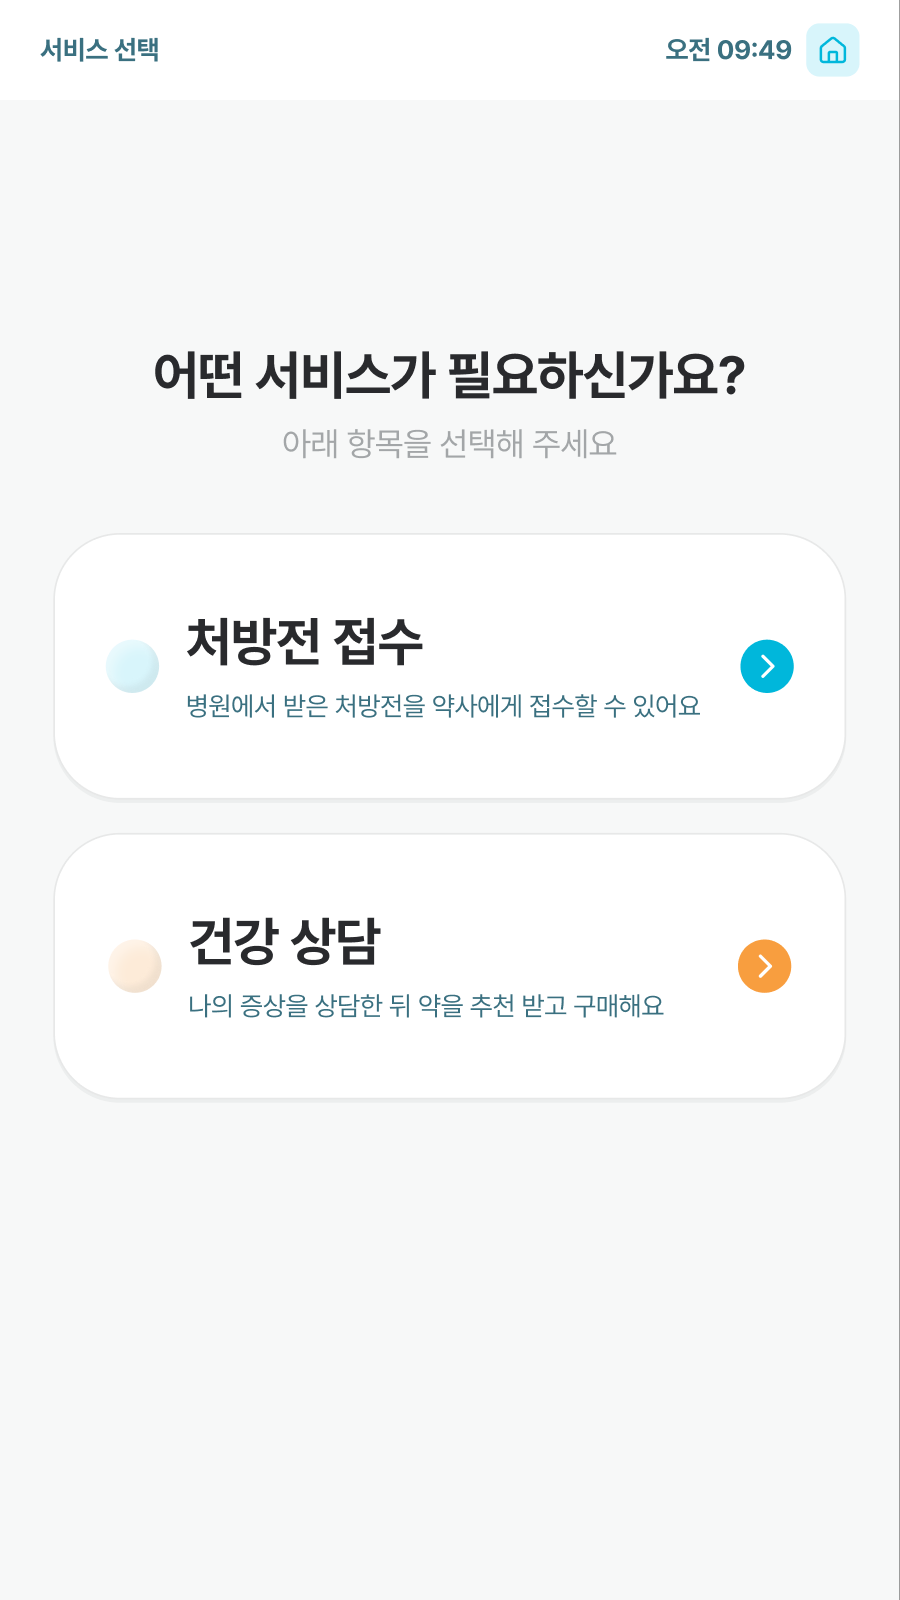 서비스 선택
오전 09:49
어떤 서비스가 필요하신가요?
아래 항목을 선택해 주세요
처방전 접수
병원에서 받은 처방전을 약사에게 접수할 수 있어요
건강 상담
나의 증상을 상담한 뒤 약을 추천 받고 구매해요